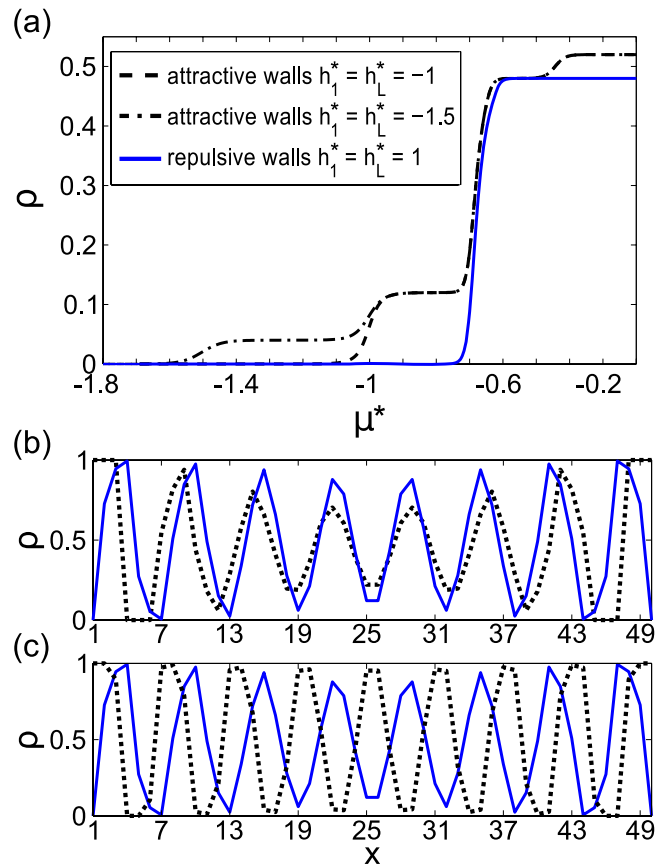 (a)
0.5
0.4
0.3
0.2
0.1
0
ρ
attractive walls h*1 = h*L = −1
attractive walls h*1 = h*L = −1.5
repulsive walls h*1 = h*L = 1
-1.8 -1.4 -1 -0.6 -0.2
μ*
(b)
1
0.5
0
ρ
1 7 13 19 25 31 37 43 49
(c)
1
0.5
0
ρ
1 7 13 19 25 31 37 43 49
x